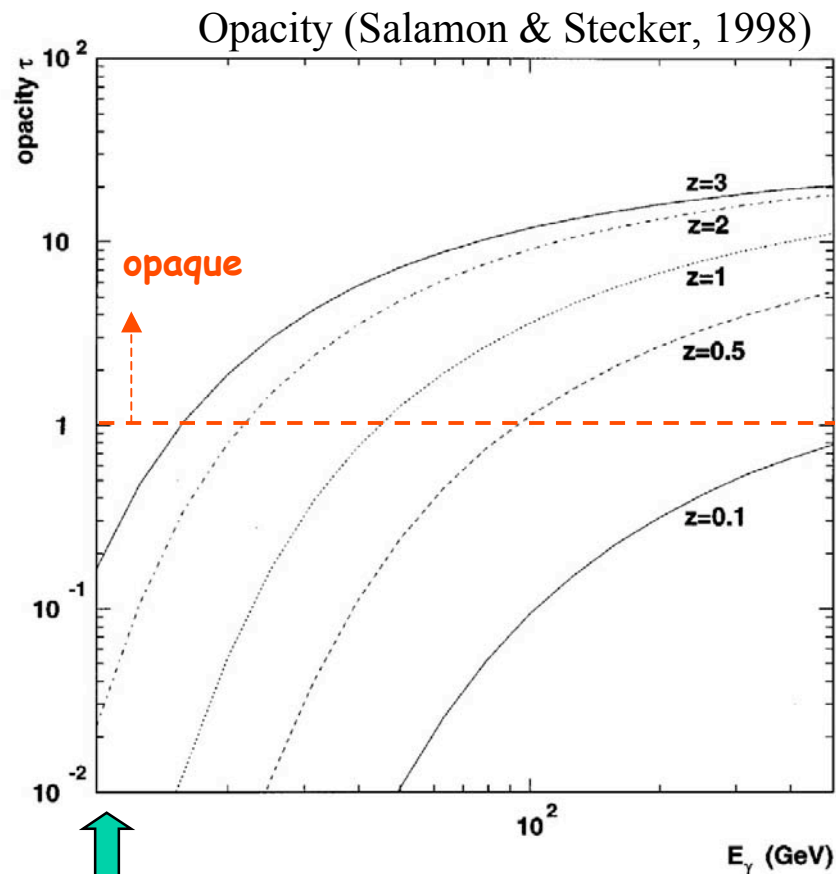 Opacity (Salamon & Stecker, 1998)
opacity τ
10²
10
1
10⁻¹
10⁻²
opaque
z=3
z=2
z=1
z=0.5
z=0.1
10²
E_γ (GeV)